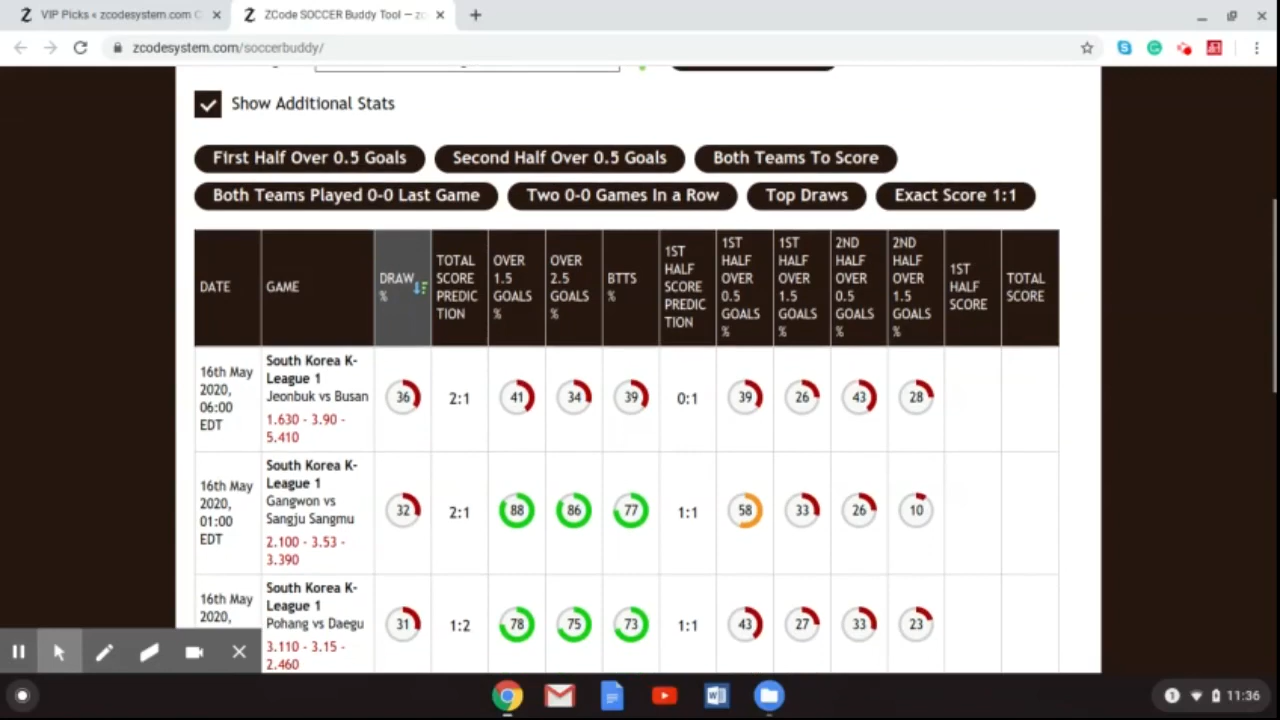 VIP Picks « zcodesystem.com
ZCode SOCCER Buddy Tool —
zcodesystem.com/soccerbuddy/
Show Additional Stats
First Half Over 0.5 Goals
Second Half Over 0.5 Goals
Both Teams To Score
Both Teams Played 0-0 Last Game
Two 0-0 Games In a Row
Top Draws
Exact Score 1:1
DATE
GAME
DRAW
%
TOTAL
SCORE
PREDIC
TION
OVER
1.5
GOALS
%
OVER
2.5
GOALS
%
BTTS
%
1ST
HALF
SCORE
PREDIC
TION
1ST
HALF
OVER
0.5
GOALS
%
1ST
HALF
OVER
1.5
GOALS
%
2ND
HALF
OVER
0.5
GOALS
%
2ND
HALF
OVER
1.5
GOALS
%
1ST
HALF
SCORE
TOTAL
SCORE
16th May
2020,
06:00
EDT
South Korea K-
League 1
Jeonbuk vs Busan
1.630 - 3.90 -
5.410
36
2:1
41
34
39
0:1
39
26
43
28
16th May
2020,
01:00
EDT
South Korea K-
League 1
Gangwon vs
Sangju Sangmu
2.100 - 3.53 -
3.390
32
2:1
88
86
77
1:1
58
33
26
10
16th May
2020,
South Korea K-
League 1
Pohang vs Daegu
3.110 - 3.15 -
2.460
31
1:2
78
75
73
1:1
43
27
33
23
1
11:36